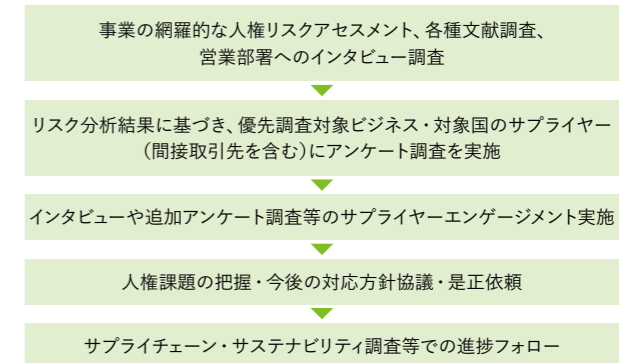 事業の網羅的な人権リスクアセスメント、各種文献調査、
営業部署へのインタビュー調査
リスク分析結果に基づき、優先調査対象ビジネス・対象国のサプライヤー
（間接取引先を含む）にアンケート調査を実施
インタビューや追加アンケート調査等のサプライヤーエンゲージメント実施
人権課題の把握・今後の対応方針協議・是正依頼
サプライチェーン・サステナビリティ調査等での進捗フォロー